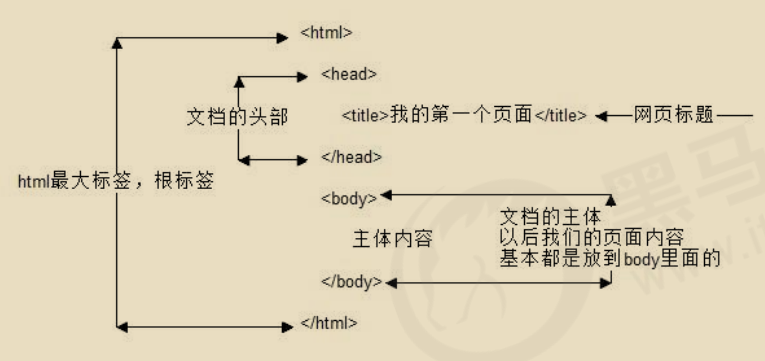 <html>
<head>
文档的头部
<title>我的第一个页面</title>
网页标题
</head>
html最大标签，根标签
<body>
主体内容
文档的主体
以后我们的页面内容
基本都是放到body里面的
</body>
</html>
黑马
www.i